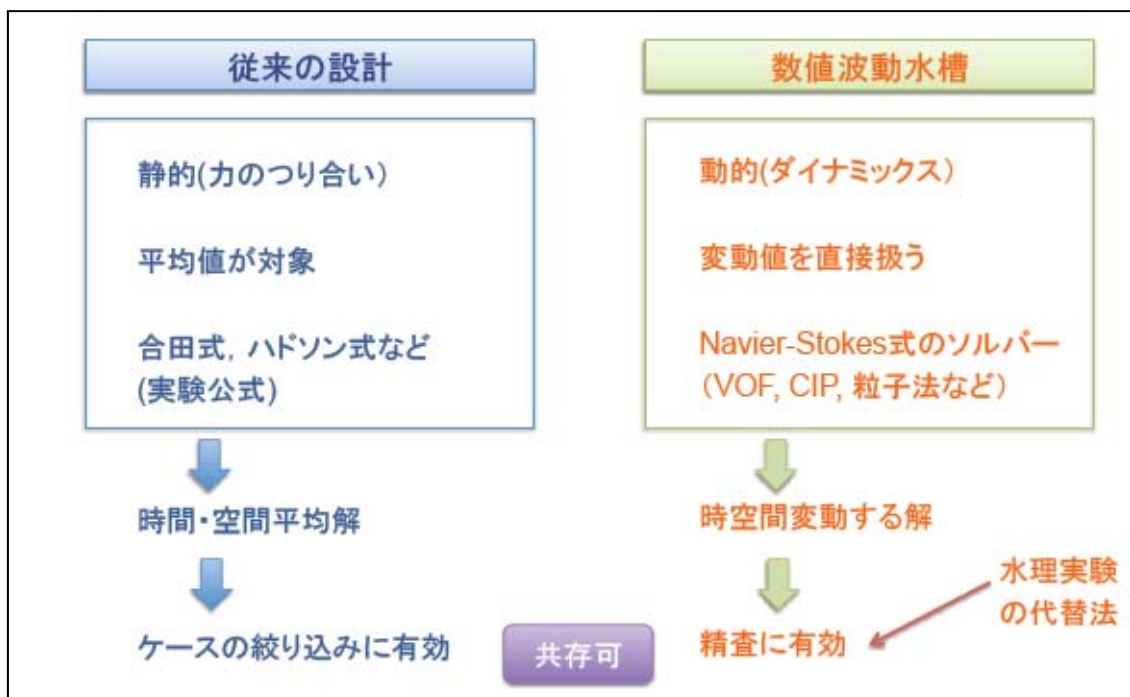 従来の設計
静的(力のつり合い)
平均値が対象
合田式, ハドソン式など
(実験公式)
時間・空間平均解
ケースの絞り込みに有効
共存可
数値波動水槽
動的(ダイナミックス)
変動値を直接扱う
Navier-Stokes式のソルバー
(VOF, CIP, 粒子法など)
時空間変動する解
精査に有効
水理実験
の代替法